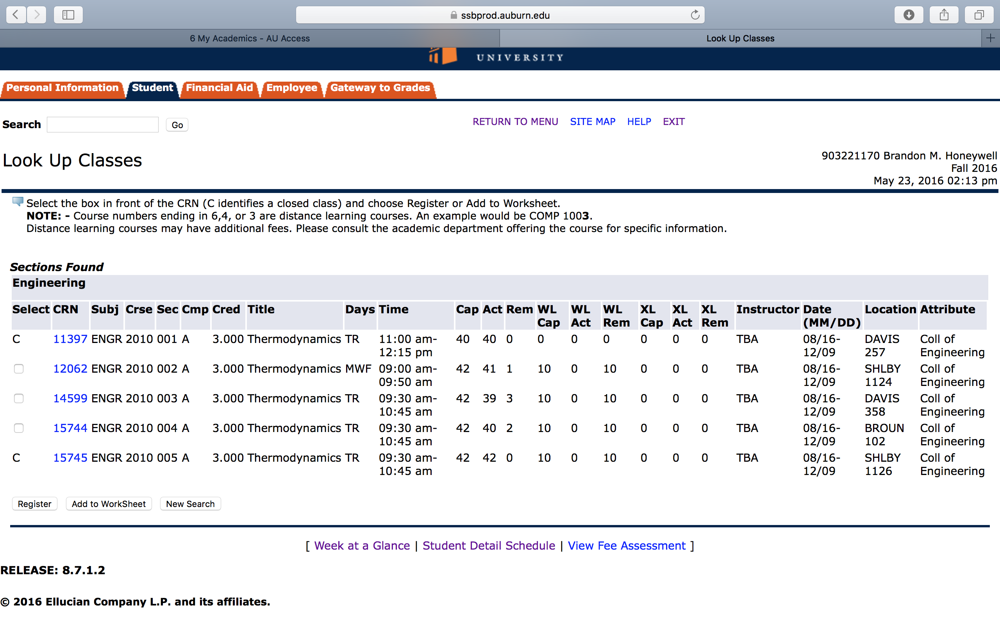 ssbprod.auburn.edu
6 My Academics - AU Access
Look Up Classes
UNIVERSITY
Personal Information
Student
Financial Aid
Employee
Gateway to Grades
Search
Go
RETURN TO MENU SITE MAP HELP EXIT
Look Up Classes
903221170 Brandon M. Honeywell
Fall 2016
May 23, 2016 02:13 pm
Select the box in front of the CRN (C identifies a closed class) and choose Register or Add to Worksheet.
NOTE: - Course numbers ending in 6,4, or 3 are distance learning courses. An example would be COMP 1003.
Distance learning courses may have additional fees. Please consult the academic department offering the course for specific information.
Sections Found
Engineering
Select CRN Subj Crse Sec Cmp Cred Title Days Time Cap Act Rem WL WL WL XL XL XL Instructor Date Location Attribute
Cap Act Rem Cap Act Rem (MM/DD)
C 11397 ENGR 2010 001 A 3.000 Thermodynamics TR 11:00 am- 40 40 0 0 0 0 0 0 0 TBA 08/16- DAVIS Coll of
12:15 pm 12/09 257 Engineering
12062 ENGR 2010 002 A 3.000 Thermodynamics MWF 09:00 am- 42 41 1 10 0 10 0 0 0 TBA 08/16- SHLBY Coll of
09:50 am 12/09 1124 Engineering
14599 ENGR 2010 003 A 3.000 Thermodynamics TR 09:30 am- 42 39 3 10 0 10 0 0 0 TBA 08/16- DAVIS Coll of
10:45 am 12/09 358 Engineering
15744 ENGR 2010 004 A 3.000 Thermodynamics TR 09:30 am- 42 40 2 10 0 10 0 0 0 TBA 08/16- BROUN Coll of
10:45 am 12/09 102 Engineering
C 15745 ENGR 2010 005 A 3.000 Thermodynamics TR 09:30 am- 42 42 0 10 0 10 0 0 0 TBA 08/16- SHLBY Coll of
10:45 am 12/09 1126 Engineering
Register Add to WorkSheet New Search
[ Week at a Glance | Student Detail Schedule | View Fee Assessment ]
RELEASE: 8.7.1.2
© 2016 Ellucian Company L.P. and its affiliates.